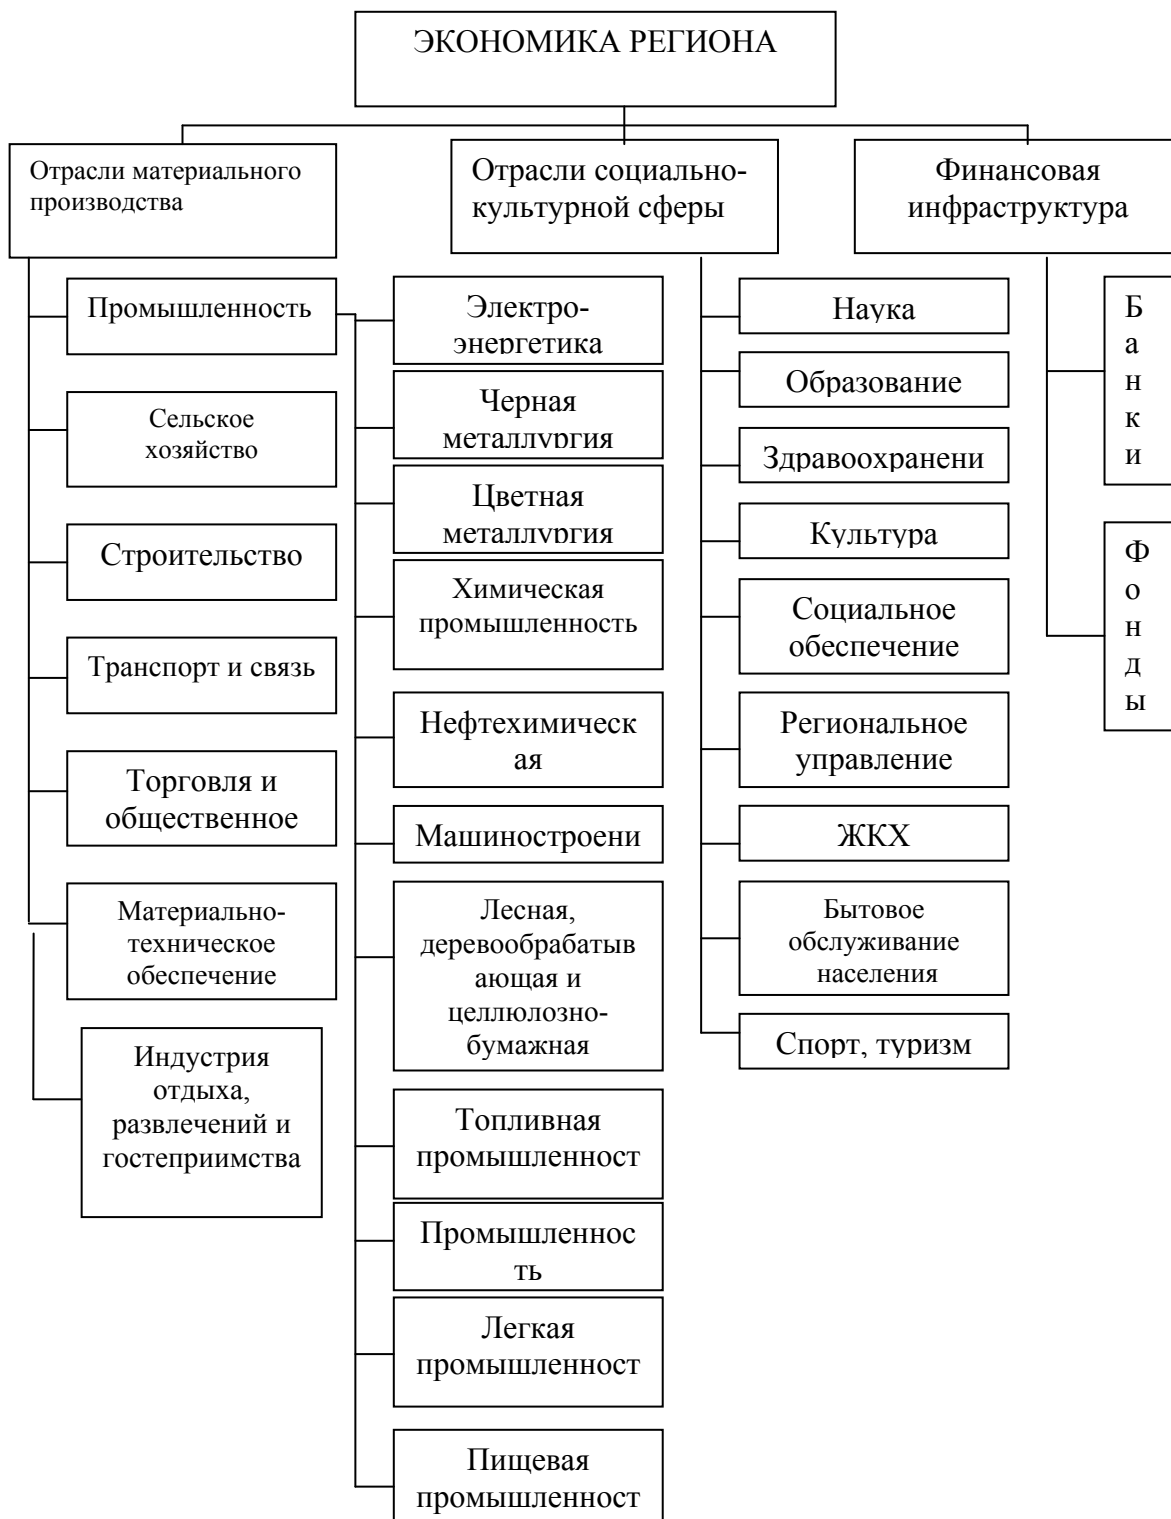 ЭКОНОМИКА РЕГИОНА
Отрасли материального
производства
Отрасли социально-
культурной сферы
Финансовая
инфраструктура
Промышленность
Сельское
хозяйство
Строительство
Транспорт и связь
Торговля и
общественное
Материально-
техническое
обеспечение
Индустрия
отдыха,
развлечений и
гостеприимства
Электро-
энергетика
Черная
металлургия
Цветная
металлургия
Химическая
промышленность
Нефтехимическ
ая
Машиностроени
Лесная,
деревообрабатыв
ающая и
целлюлозно-
бумажная
Топливная
промышленност
Промышленнос
ть
Легкая
промышленност
Пищевая
промышленност
Наука
Образование
Здравоохранени
Культура
Социальное
обеспечение
Региональное
управление
ЖКХ
Бытовое
обслуживание
населения
Спорт, туризм
Б
а
н
к
и
Ф
о
н
д
ы